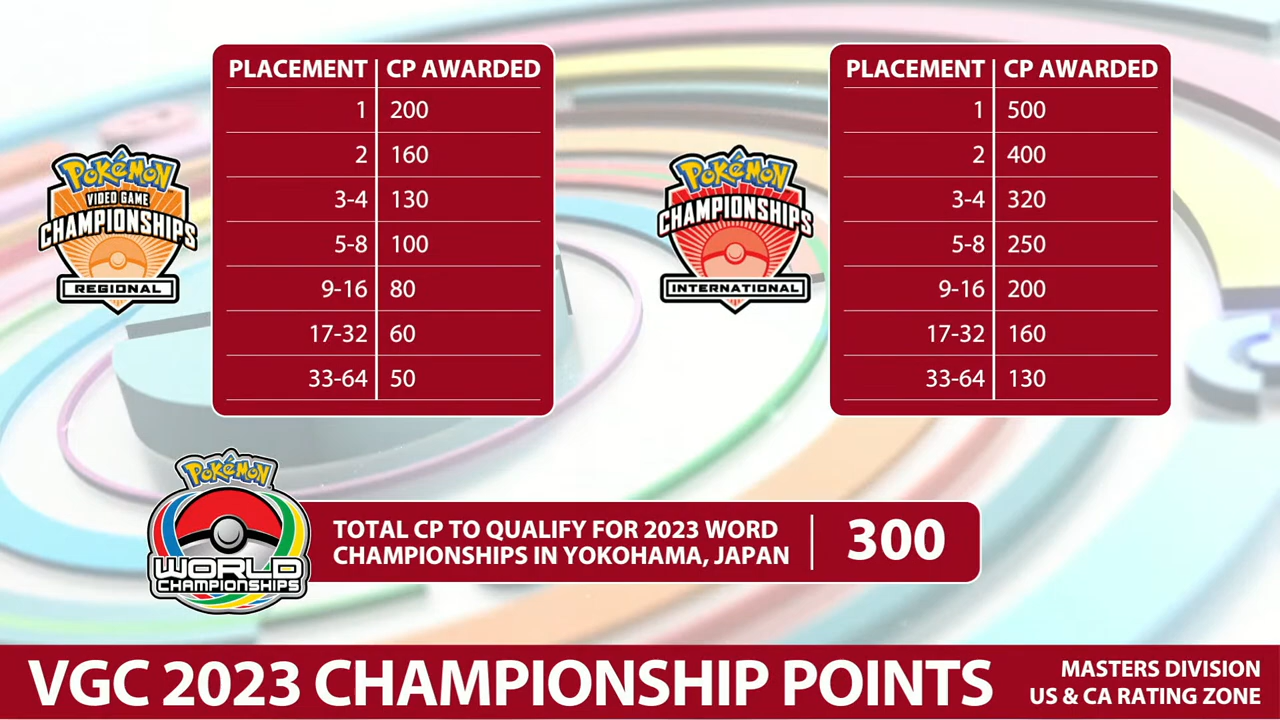 PLACEMENT CP AWARDED
1 200
2 160
3-4 130
5-8 100
9-16 80
17-32 60
33-64 50
Pokémon
VIDEO GAME
CHAMPIONSHIPS
REGIONAL
PLACEMENT CP AWARDED
1 500
2 400
3-4 320
5-8 250
9-16 200
17-32 160
33-64 130
Pokémon
CHAMPIONSHIPS
INTERNATIONAL
Pokémon
WORLD
CHAMPIONSHIPS
TOTAL CP TO QUALIFY FOR 2023 WORD
CHAMPIONSHIPS IN YOKOHAMA, JAPAN
300
VGC 2023 CHAMPIONSHIP POINTS
MASTERS DIVISION
US & CA RATING ZONE